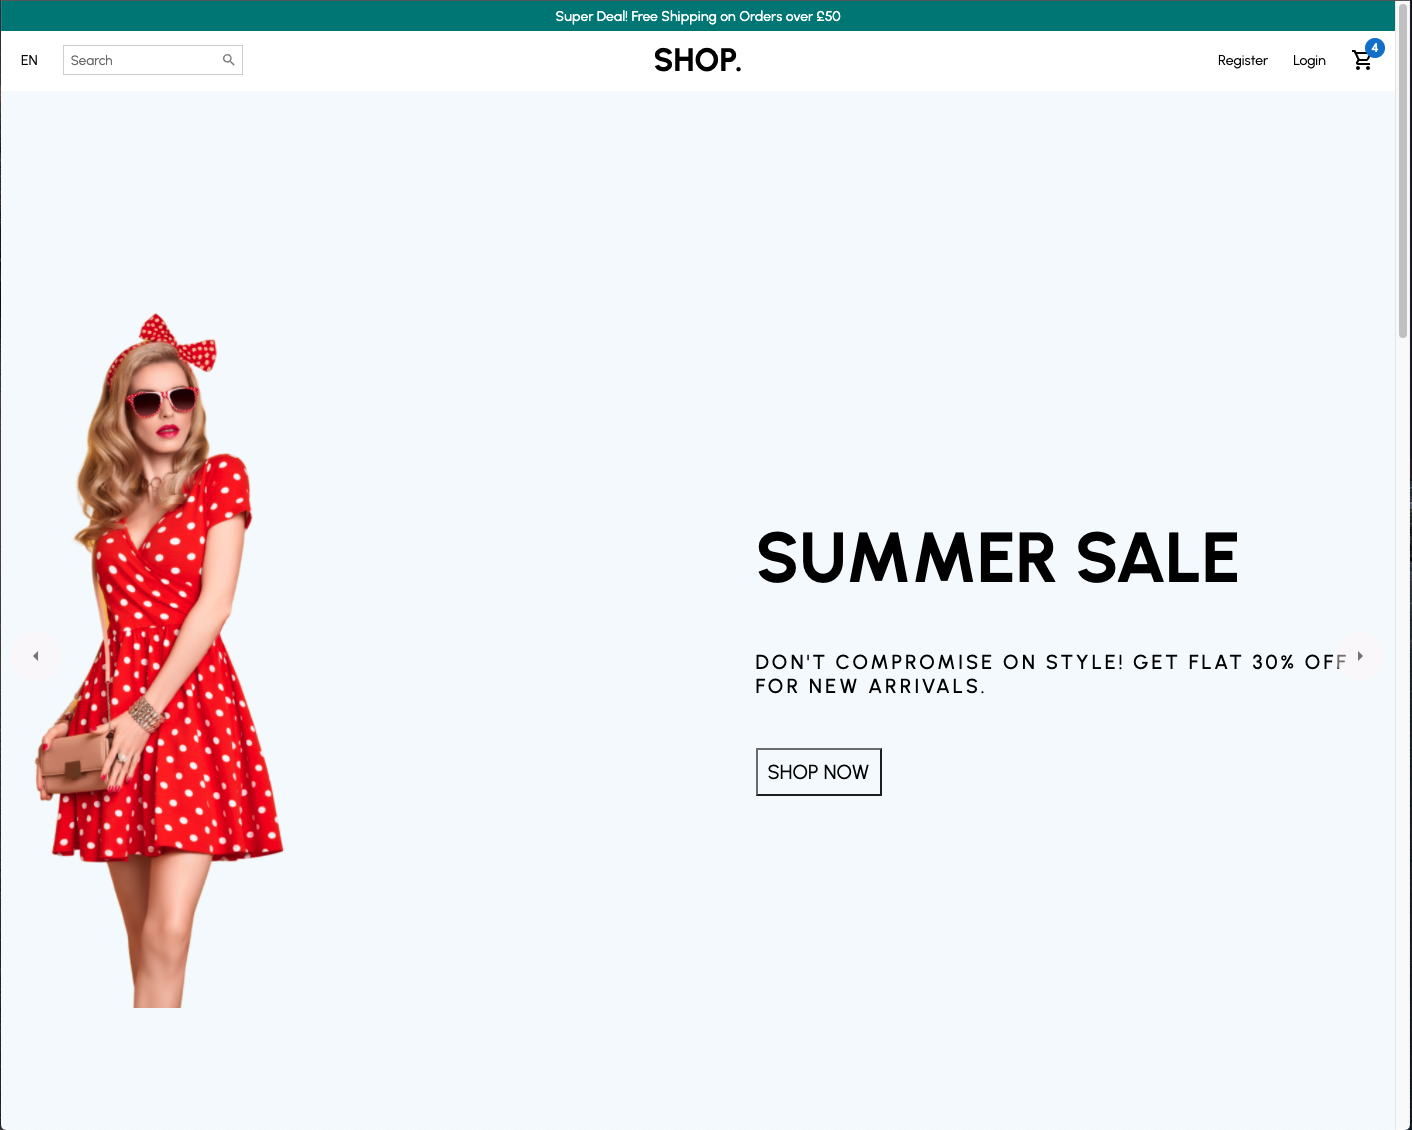 Super Deal! Free Shipping on Orders over £50
EN
Search
SHOP.
Register
Login
4
SUMMER SALE
DON'T COMPROMISE ON STYLE! GET FLAT 30% OFF
FOR NEW ARRIVALS.
SHOP NOW